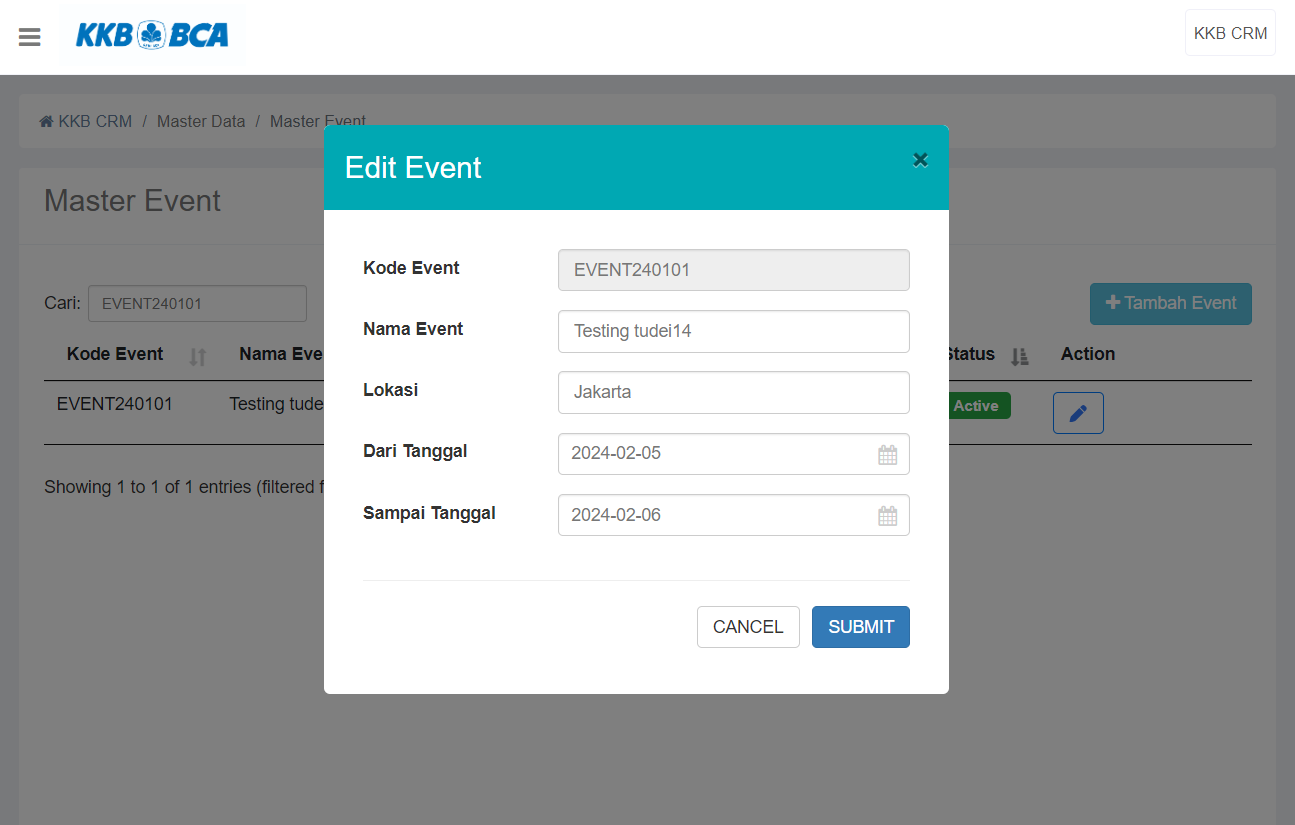 KKB BCA
KKB CRM
KKB CRM / Master Data / Master Event
Edit Event
Master Event
Kode Event EVENT240101
Nama Event Testing tudei14
Lokasi Jakarta
Dari Tanggal 2024-02-05
Sampai Tanggal 2024-02-06
CANCEL SUBMIT
Cari: EVENT240101
Tambah Event
Kode Event Nama Eve tatus Action
EVENT240101 Testing tude Active
Showing 1 to 1 of 1 entries (filtered f